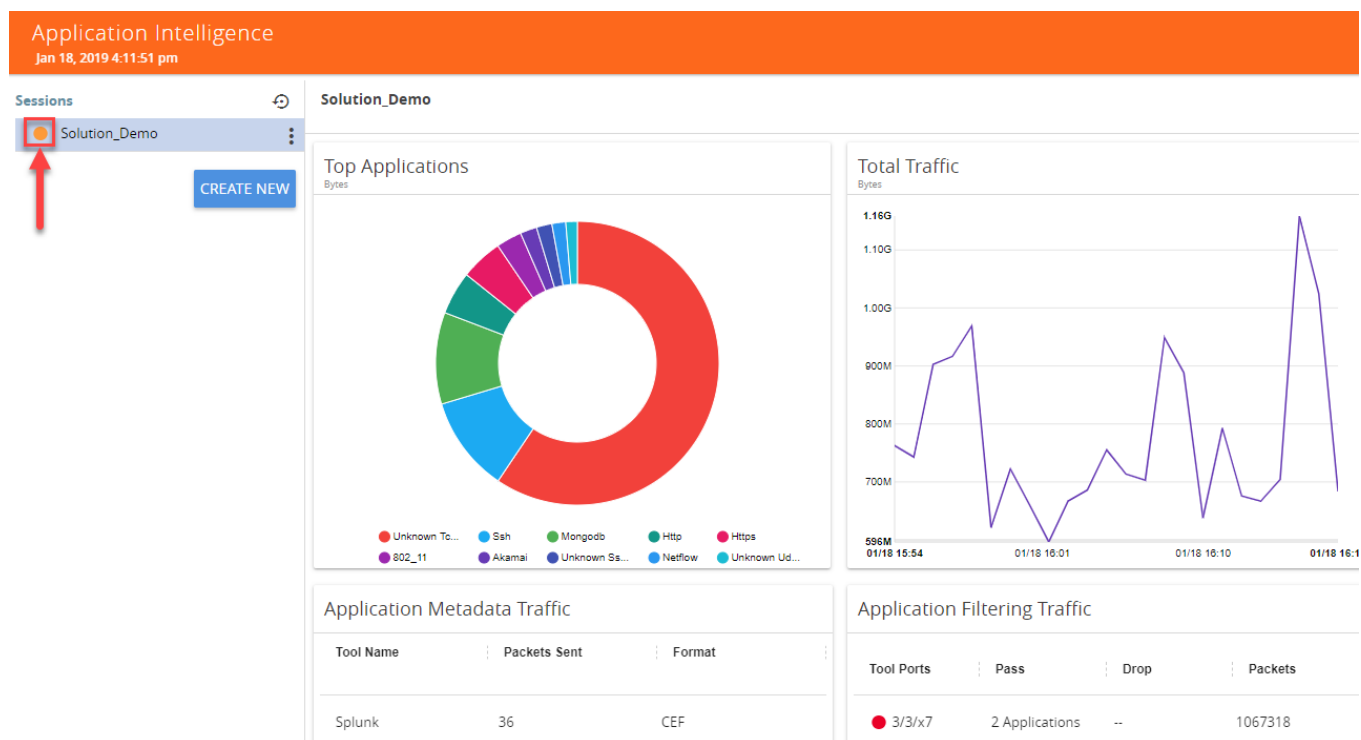 Application Intelligence
Jan 18, 2019 4:11:51 pm
Sessions
Solution_Demo
CREATE NEW
Solution_Demo
Top Applications
Bytes
Unknown Tc... Ssh Mongodb Http Https
802_11 Akamai Unknown Ss... Netflow Unknown Ud...
Total Traffic
Bytes
1.16G
1.10G
1.00G
900M
800M
700M
596M
01/18 15:54 01/18 16:01 01/18 16:10 01/18 16:1
Application Metadata Traffic
Tool Name Packets Sent Format
Splunk 36 CEF
Application Filtering Traffic
Tool Ports Pass Drop Packets
3/3/x7 2 Applications -- 1067318